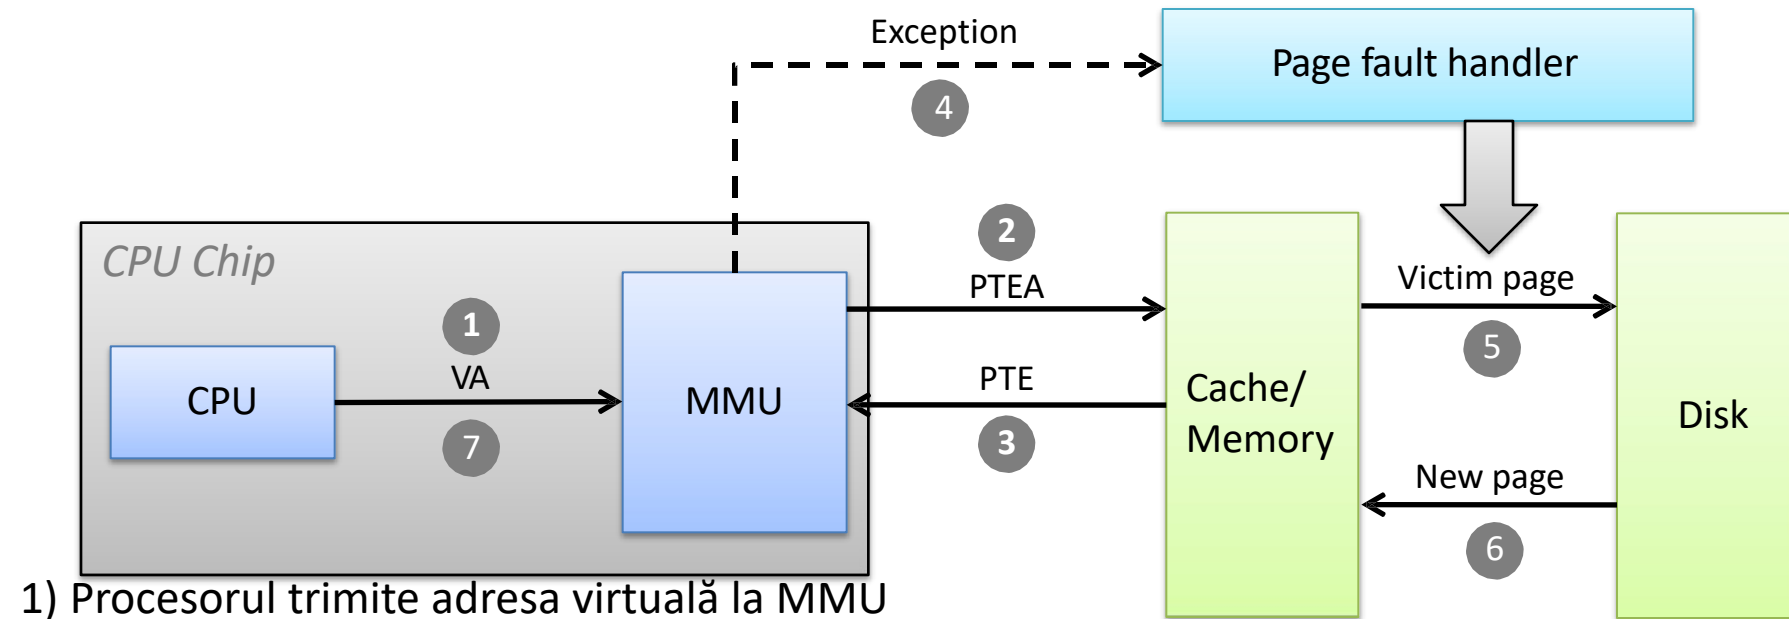 Exception
Page fault handler
4
CPU Chip
2
PTEA
Victim page
1
5
VA
CPU
MMU
PTE
Cache/
Memory
Disk
7
3
New page
6
1) Procesorul trimite adresa virtuală la MMU